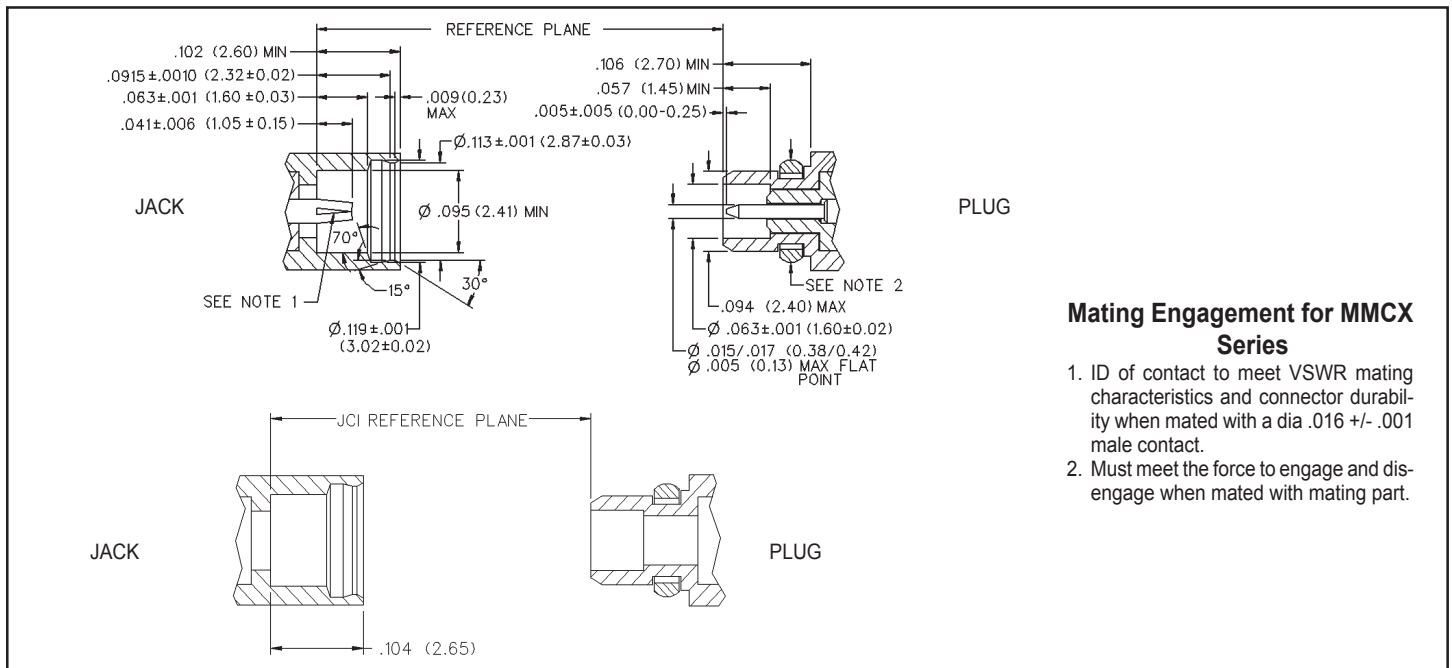 REFERENCE PLANE
.102 (2.60) MIN
.0915±.0010 (2.32±0.02)
.063±.001 (1.60±0.03)
.041±.006 (1.05±0.15)
.009(0.23)
MAX
Ø.113±.001 (2.87±0.03)
JACK
Ø .095 (2.41) MIN
70°
SEE NOTE 1
15°
30°
Ø.119±.001
(3.02±0.02)
.106 (2.70) MIN
.057 (1.45) MIN
.005±.005 (0.00-0.25)
PLUG
SEE NOTE 2
.094 (2.40) MAX
Ø .063±.001 (1.60±0.02)
Ø .015/.017 (0.38/0.42)
Ø .005 (0.13) MAX FLAT
POINT
Mating Engagement for MMCX
Series
1. ID of contact to meet VSWR mating
characteristics and connector durabil-
ity when mated with a dia .016 +/- .001
male contact.
2. Must meet the force to engage and dis-
engage when mated with mating part.
JCI REFERENCE PLANE
JACK
PLUG
.104 (2.65)